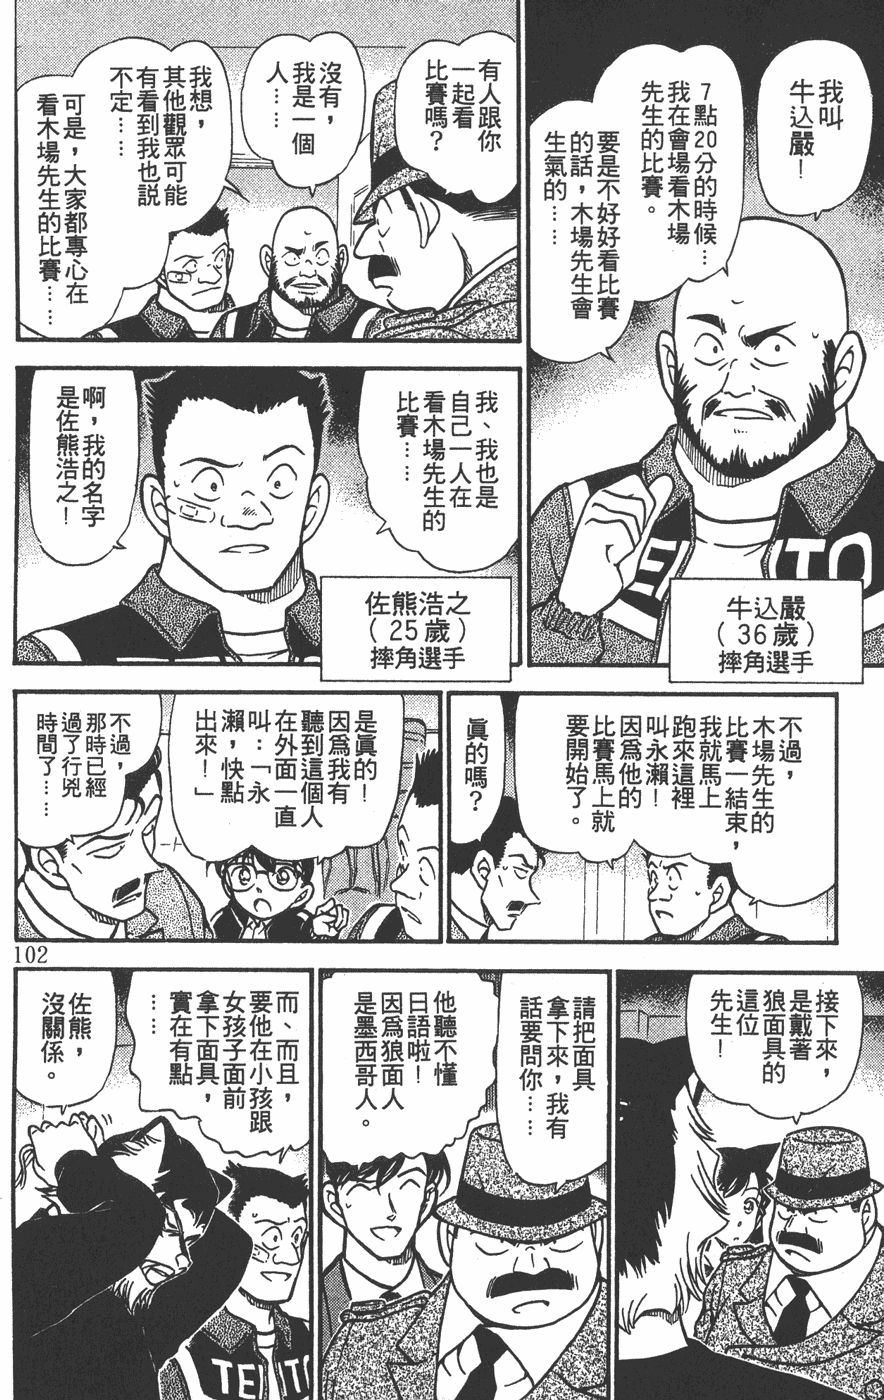 我叫
牛込嚴！
7點20分的時候…
我在會場看木場
先生的比賽。
要是不好好看比賽
的話，木場先生會
生氣的……
TE
ITO
牛込嚴
（36歲）
摔角選手
有人跟你
一起看
比賽嗎？
沒有，
我是一個
人……
我想，
其他觀眾可能
有看到我也說
不定……
可是，大家都專心在
看木場先生的比賽……
我、我也是
自己一人在
看木場先生的
比賽……
啊，我的名字
是佐熊浩之！
佐熊浩之
（25歲）
摔角選手
不過，
木場先生的
比賽一結束，
我就馬上
跑來這裡
叫永瀨！
因為他的
比賽馬上就
要開始了。
真的嗎？
是真的！
因為我有
聽到這個人
在外面一直
叫：「永
瀨，快點
出來！」
不過，
那時已經
過了行兇
時間了……
102
接下來，
是戴著
狼面具的
這位
先生！
請把面具
拿下來，我有
話要問你……
他聽不懂
日語啦！
因為狼面人
是墨西哥人。
而、而且，
要他在小孩跟
女孩子面前
拿下面具，
實在有點
……
佐熊，
沒關係。
TE
ITO